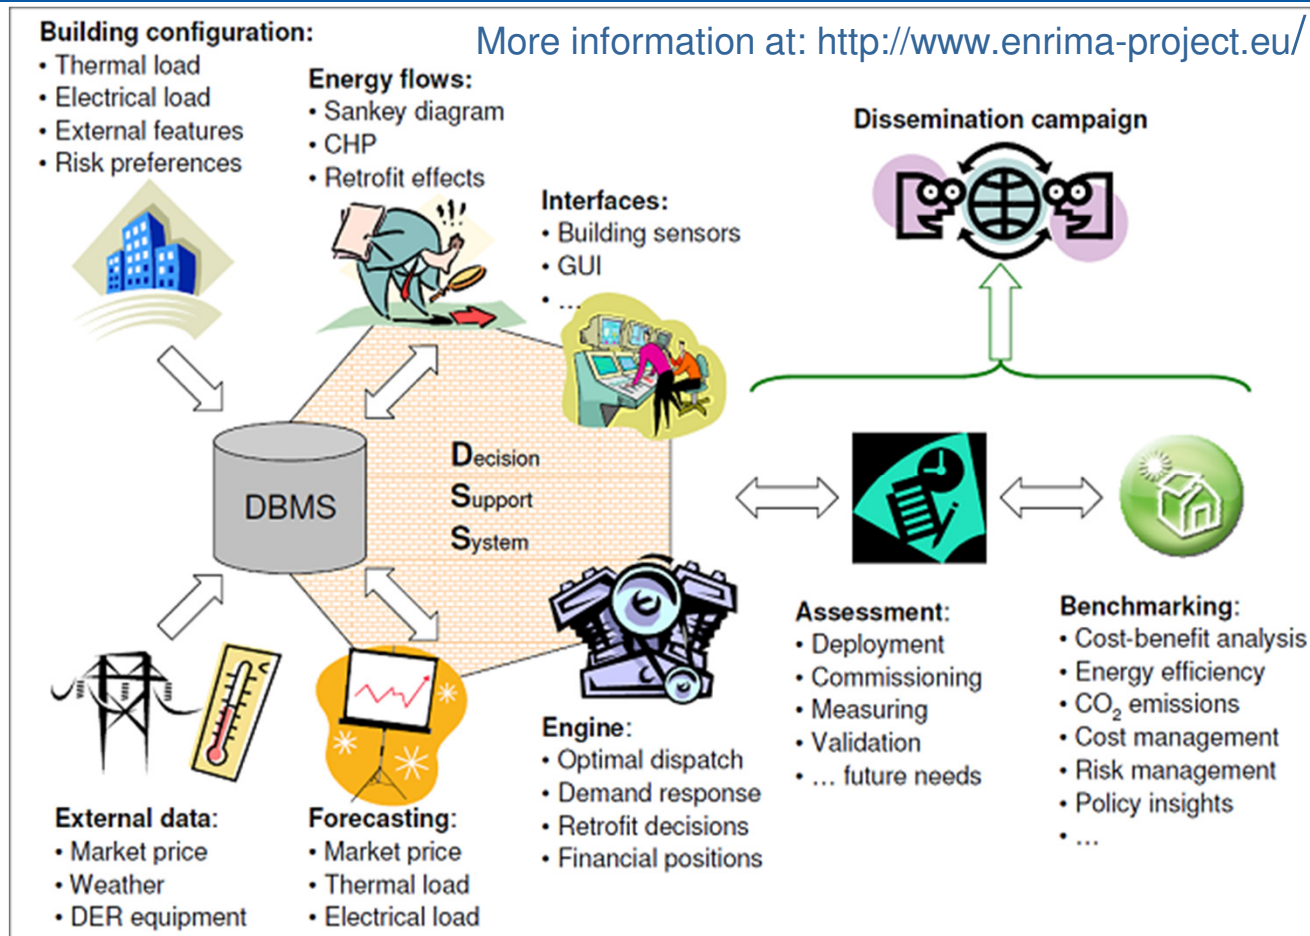 More information at: http://www.enrima-project.eu/
Building configuration:
• Thermal load
• Electrical load
• External features
• Risk preferences
Energy flows:
• Sankey diagram
• CHP
• Retrofit effects
Interfaces:
• Building sensors
• GUI
• ...
Dissemination campaign
DBMS
Decision
Support
System
External data:
• Market price
• Weather
• DER equipment
Forecasting:
• Market price
• Thermal load
• Electrical load
Engine:
• Optimal dispatch
• Demand response
• Retrofit decisions
• Financial positions
Assessment:
• Deployment
• Commissioning
• Measuring
• Validation
• ... future needs
Benchmarking:
• Cost-benefit analysis
• Energy efficiency
• CO₂ emissions
• Cost management
• Risk management
• Policy insights
• ...